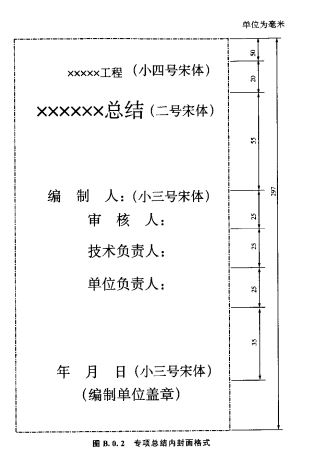 单位为毫米
×××××工程（小四号宋体）
××××××总结（二号宋体）
编 制 人：（小三号宋体）
审 核 人：
技术负责人：
单位负责人：
年 月 日（小三号宋体）
（编制单位盖章）
50
20
55
25
25
25
35
297
图 B.0.2 专项总结内封面格式